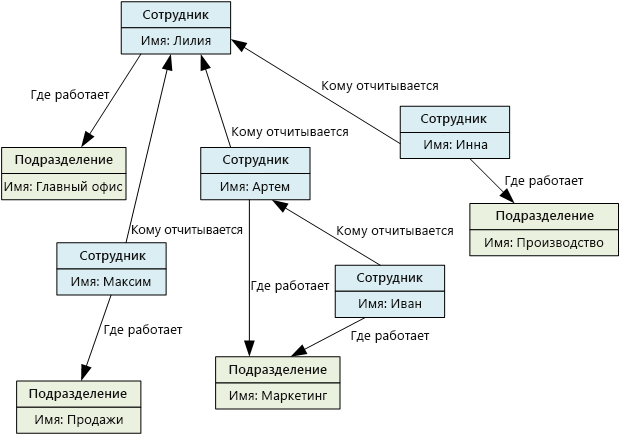 Сотрудник
Имя: Лилия
Кому отчитывается
Где работает
Сотрудник
Имя: Инна
Кому отчитывается
Подразделение
Имя: Главный офис
Сотрудник
Имя: Артем
Где работает
Подразделение
Имя: Производство
Кому отчитывается
Кому отчитывается
Сотрудник
Имя: Максим
Сотрудник
Имя: Иван
Где работает
Где работает
Где работает
Подразделение
Имя: Маркетинг
Подразделение
Имя: Продажи